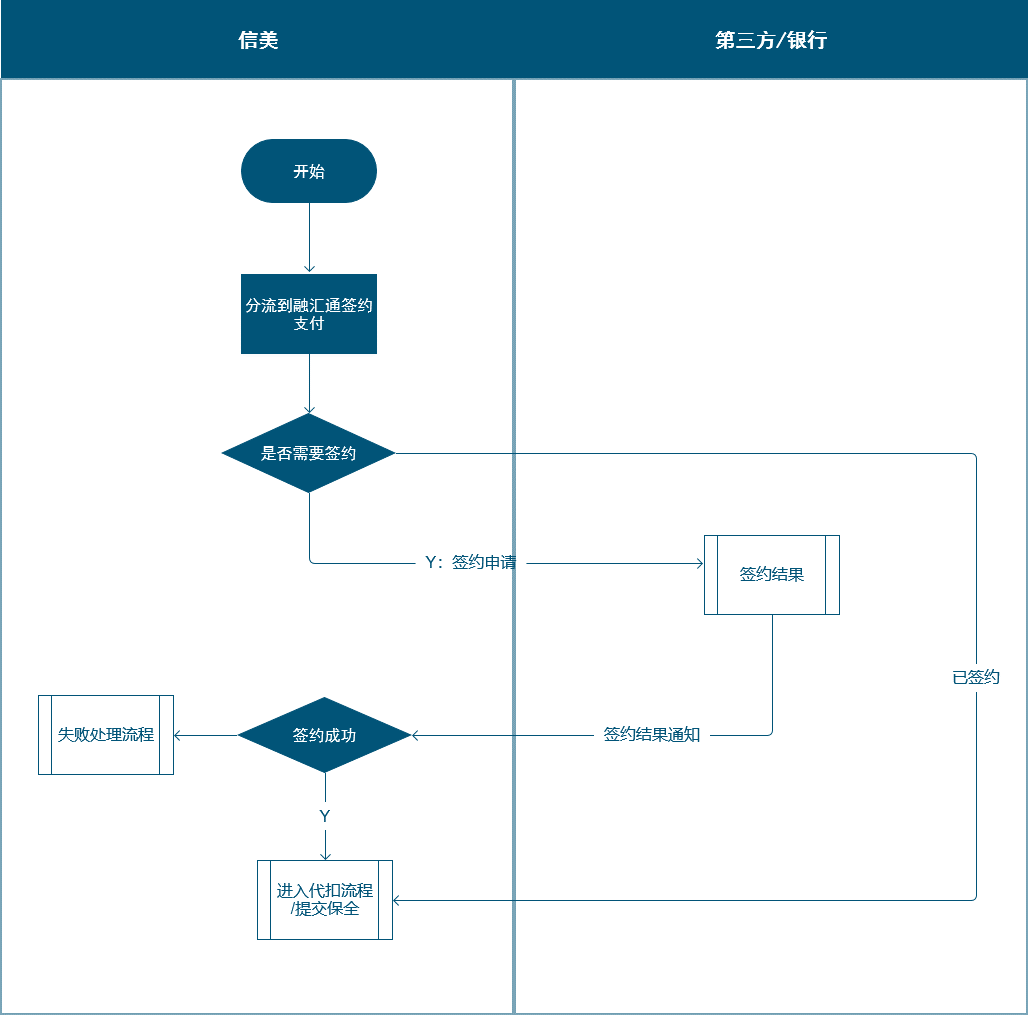 信美
第三方/银行
开始
分流到融汇通签约
支付
是否需要签约
Y：签约申请
签约结果
已签约
失败处理流程
签约成功
签约结果通知
Y
进入代扣流程
/提交保全